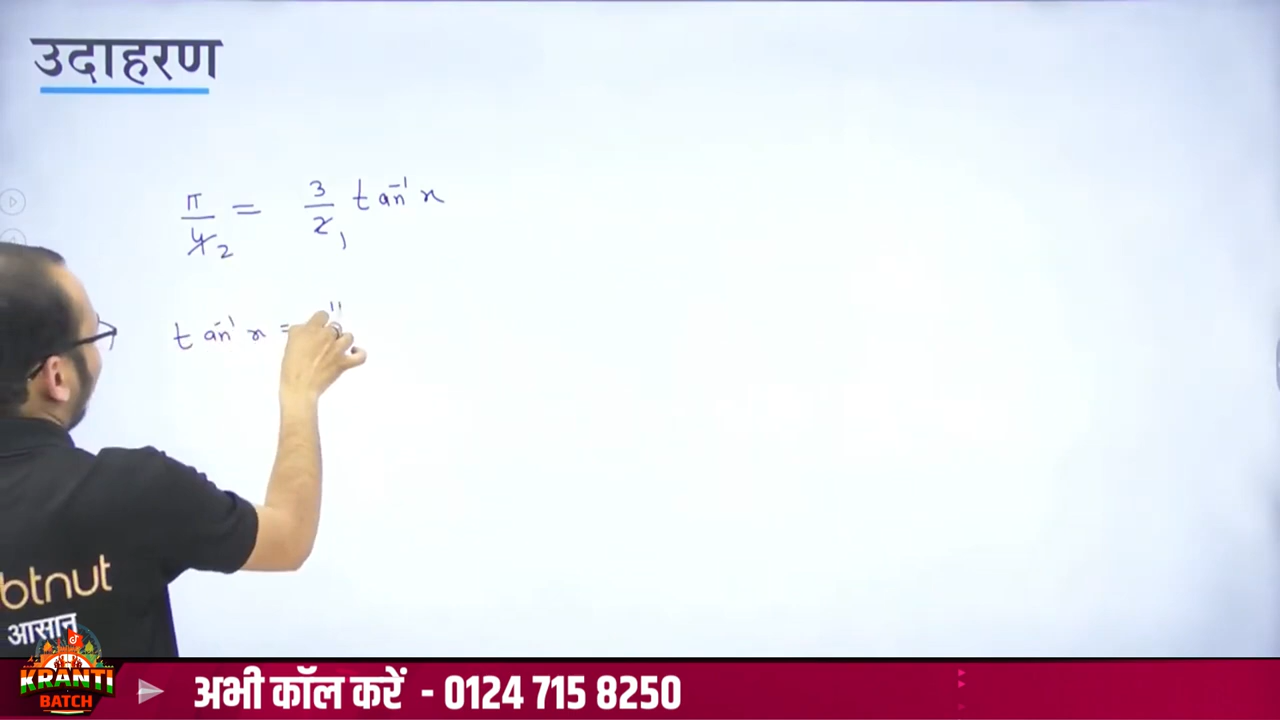 उदाहरण
π/4 2 = 3/2 1 tan⁻¹ x
tan⁻¹ x =
btnut
आसान
KRANTI
BATCH
अभी कॉल करें - 0124 715 8250